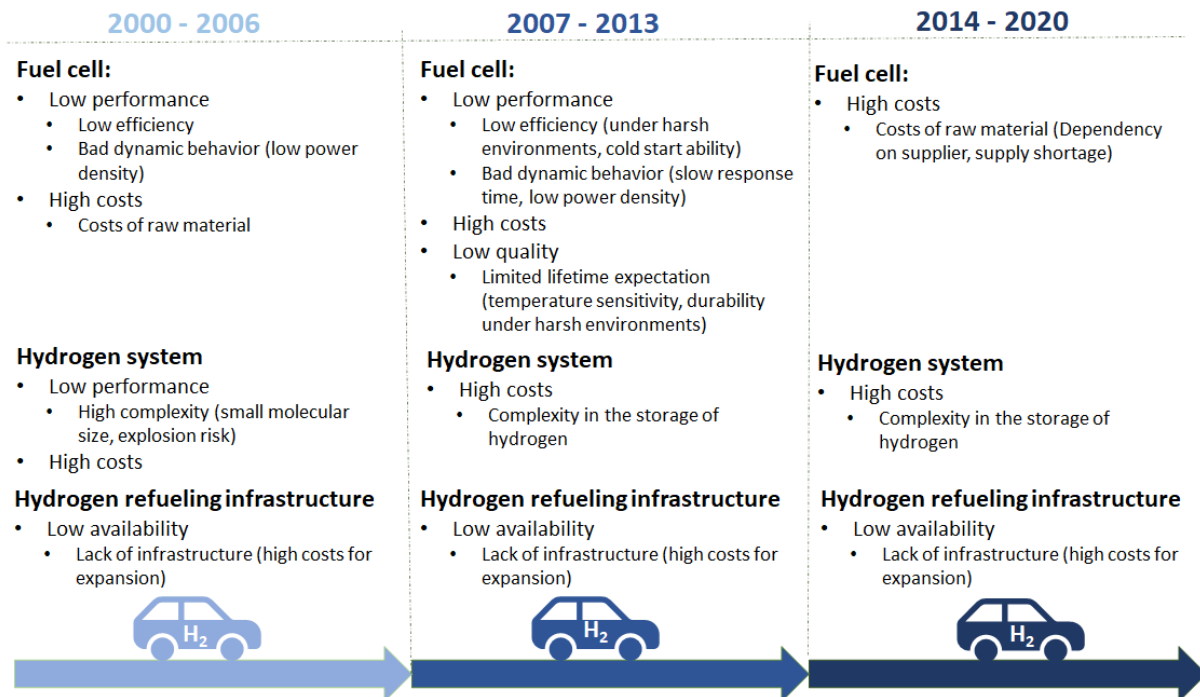 2000 - 2006
Fuel cell:
• Low performance
• Low efficiency
• Bad dynamic behavior (low power
density)
• High costs
• Costs of raw material
Hydrogen system
• Low performance
• High complexity (small molecular
size, explosion risk)
• High costs
Hydrogen refueling infrastructure
• Low availability
• Lack of infrastructure (high costs for
expansion)
H₂
2007 - 2013
Fuel cell:
• Low performance
• Low efficiency (under harsh
environments, cold start ability)
• Bad dynamic behavior (slow response
time, low power density)
• High costs
• Low quality
• Limited lifetime expectation
(temperature sensitivity, durability
under harsh environments)
Hydrogen system
• High costs
• Complexity in the storage of
hydrogen
Hydrogen refueling infrastructure
• Low availability
• Lack of infrastructure (high costs for
expansion)
H₂
2014 - 2020
Fuel cell:
• High costs
• Costs of raw material (Dependency
on supplier, supply shortage)
Hydrogen system
• High costs
• Complexity in the storage of
hydrogen
Hydrogen refueling infrastructure
• Low availability
• Lack of infrastructure (high costs for
expansion)
H₂